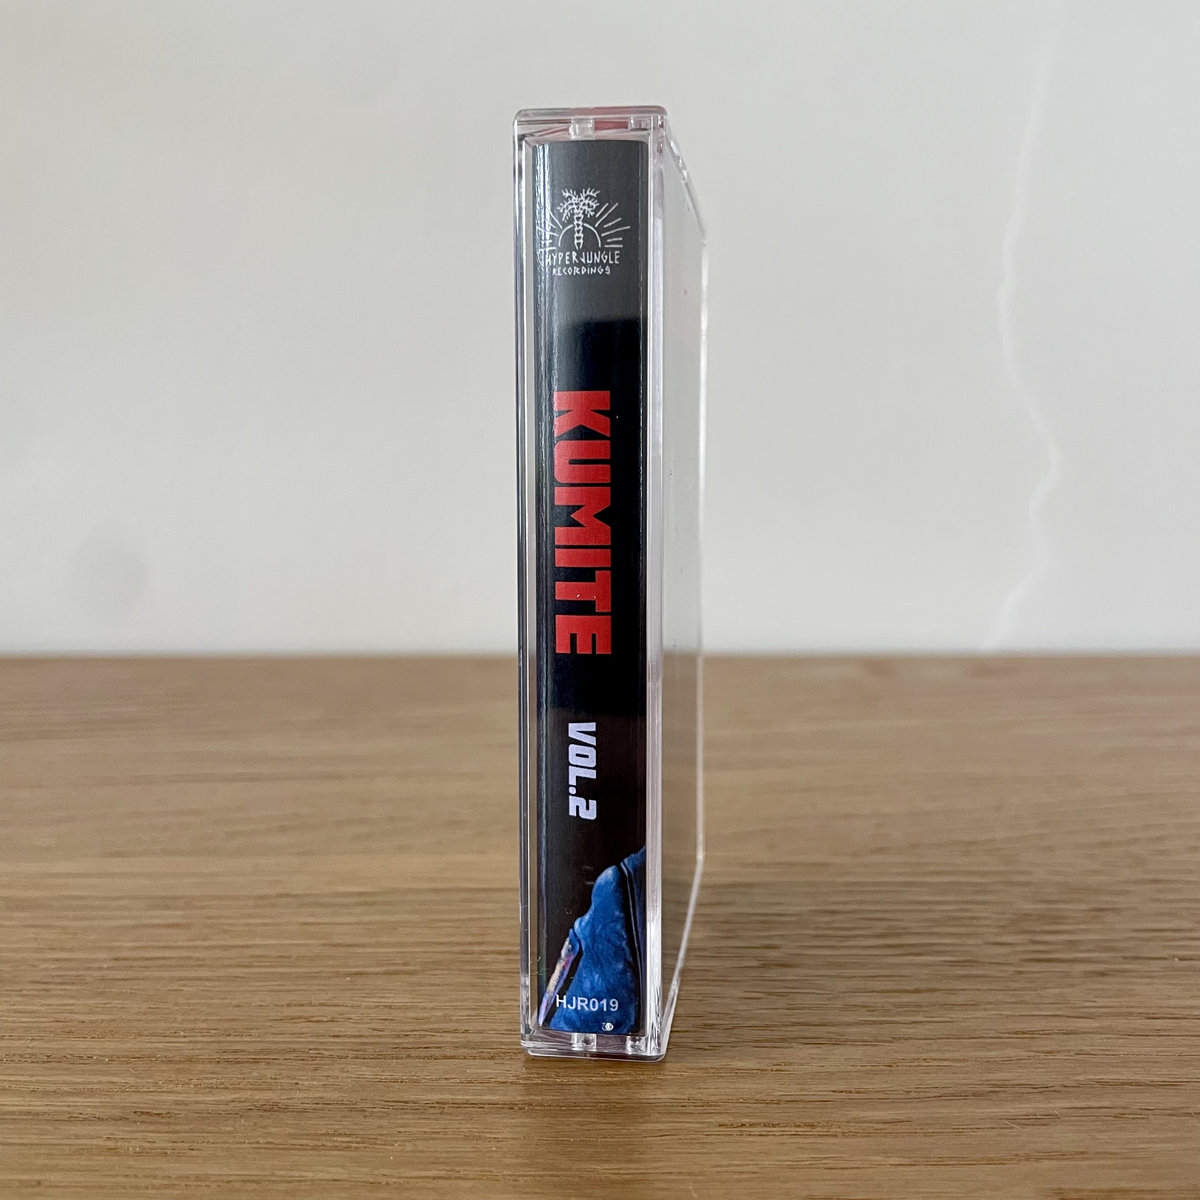 HYPERJUNGLE
RECORDINGS
KUMITE
VOL.2
HJR019